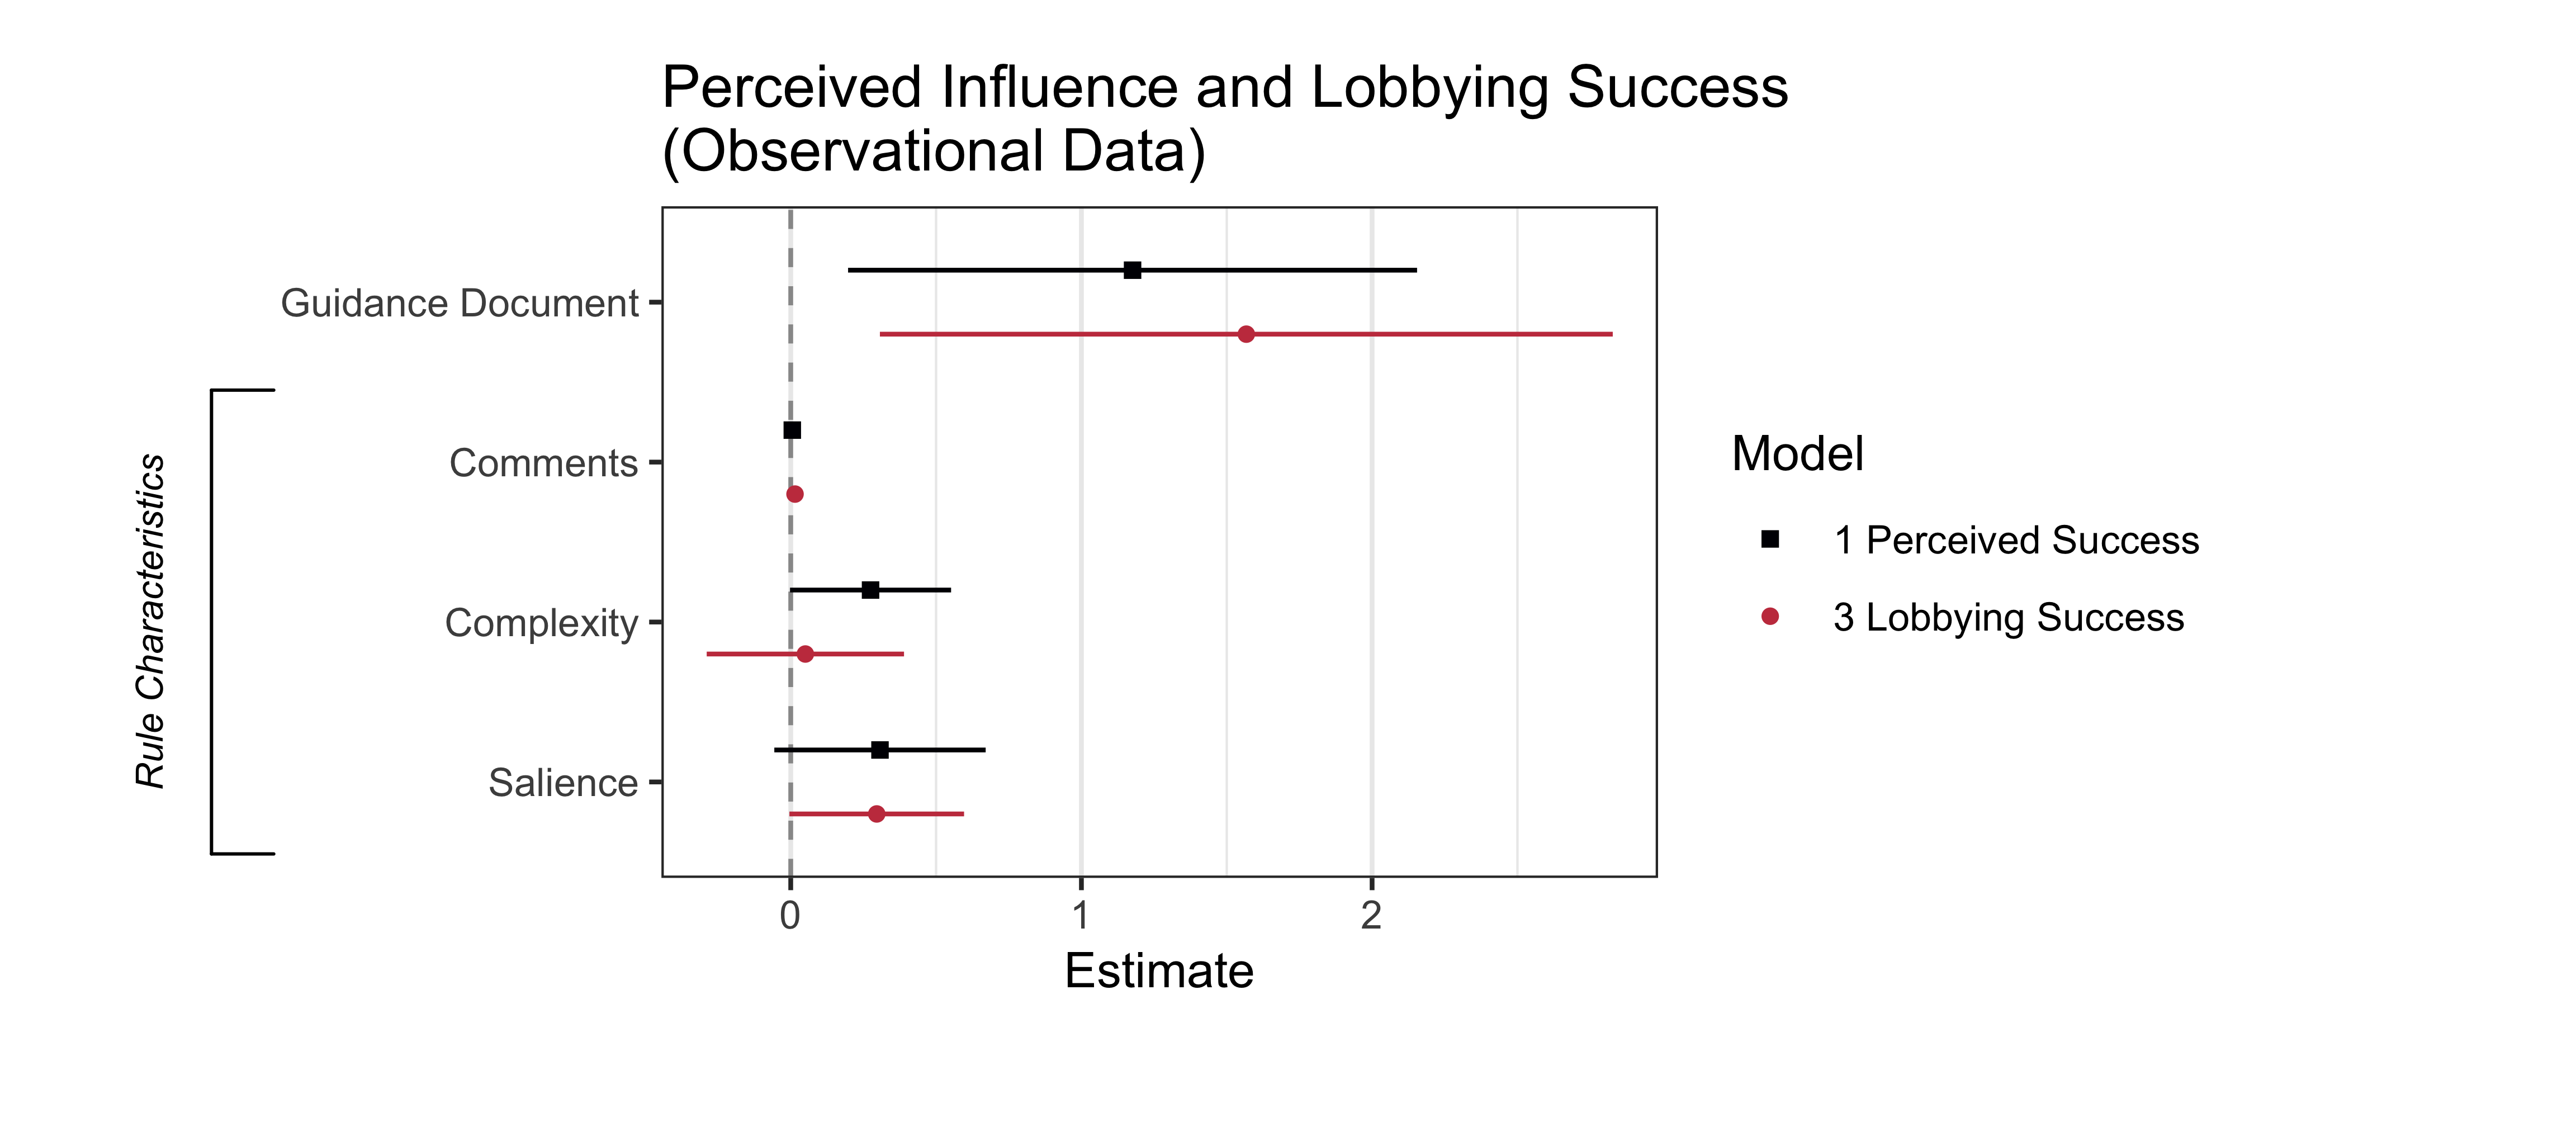 Perceived Influence and Lobbying Success
(Observational Data)
Guidance Document
Comments
Complexity
Salience
Rule Characteristics
0
1
2
Estimate
Model
1 Perceived Success
3 Lobbying Success